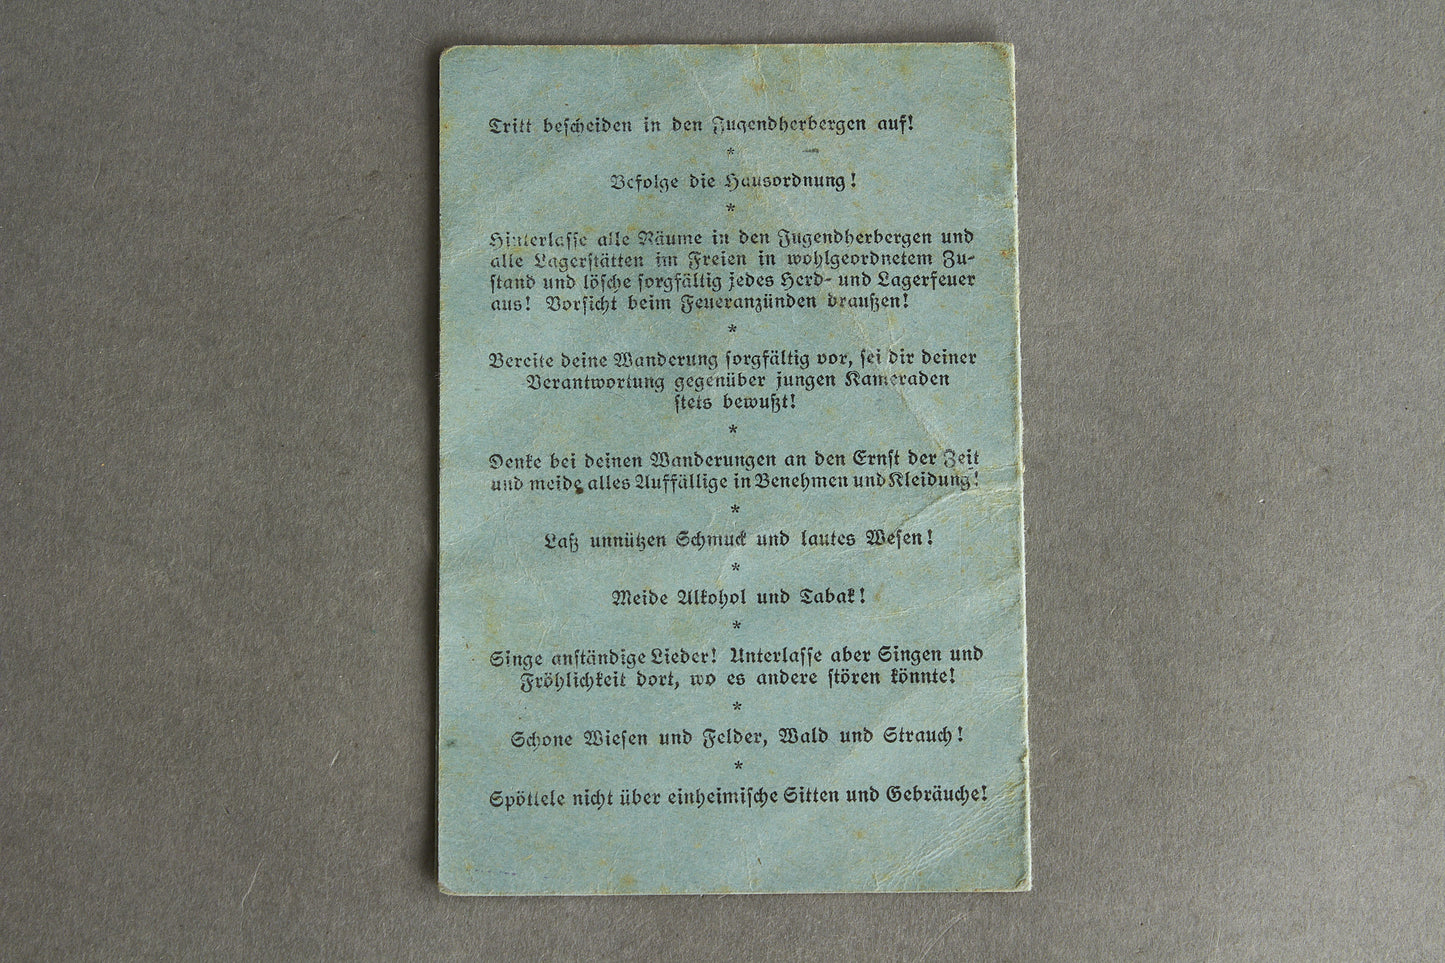 Tritt bescheiden in den Jugendherbergen auf!
*
Befolge die Hausordnung!
*
Hinterlasse alle Räume in den Jugendherbergen und
alle Lagerstätten im Freien in wohlgeordnetem Zu-
stand und lösche sorgfältig jedes Herd- und Lagerfeuer
aus! Vorsicht beim Feueranzünden draußen!
*
Bereite deine Wanderung sorgfältig vor, sei dir deiner
Verantwortung gegenüber jungen Kameraden
stets bewußt!
*
Denke bei deinen Wanderungen an den Ernst der Zeit
und meide alles Auffällige in Benehmen und Kleidung!
*
Laß unnützen Schmuck und lautes Wesen!
*
Meide Alkohol und Tabak!
*
Singe anständige Lieder! Unterlasse aber Singen und
Fröhlichkeit dort, wo es andere stören könnte!
*
Schone Wiesen und Felder, Wald und Strauch!
*
Spöttele nicht über einheimische Sitten und Gebräuche!